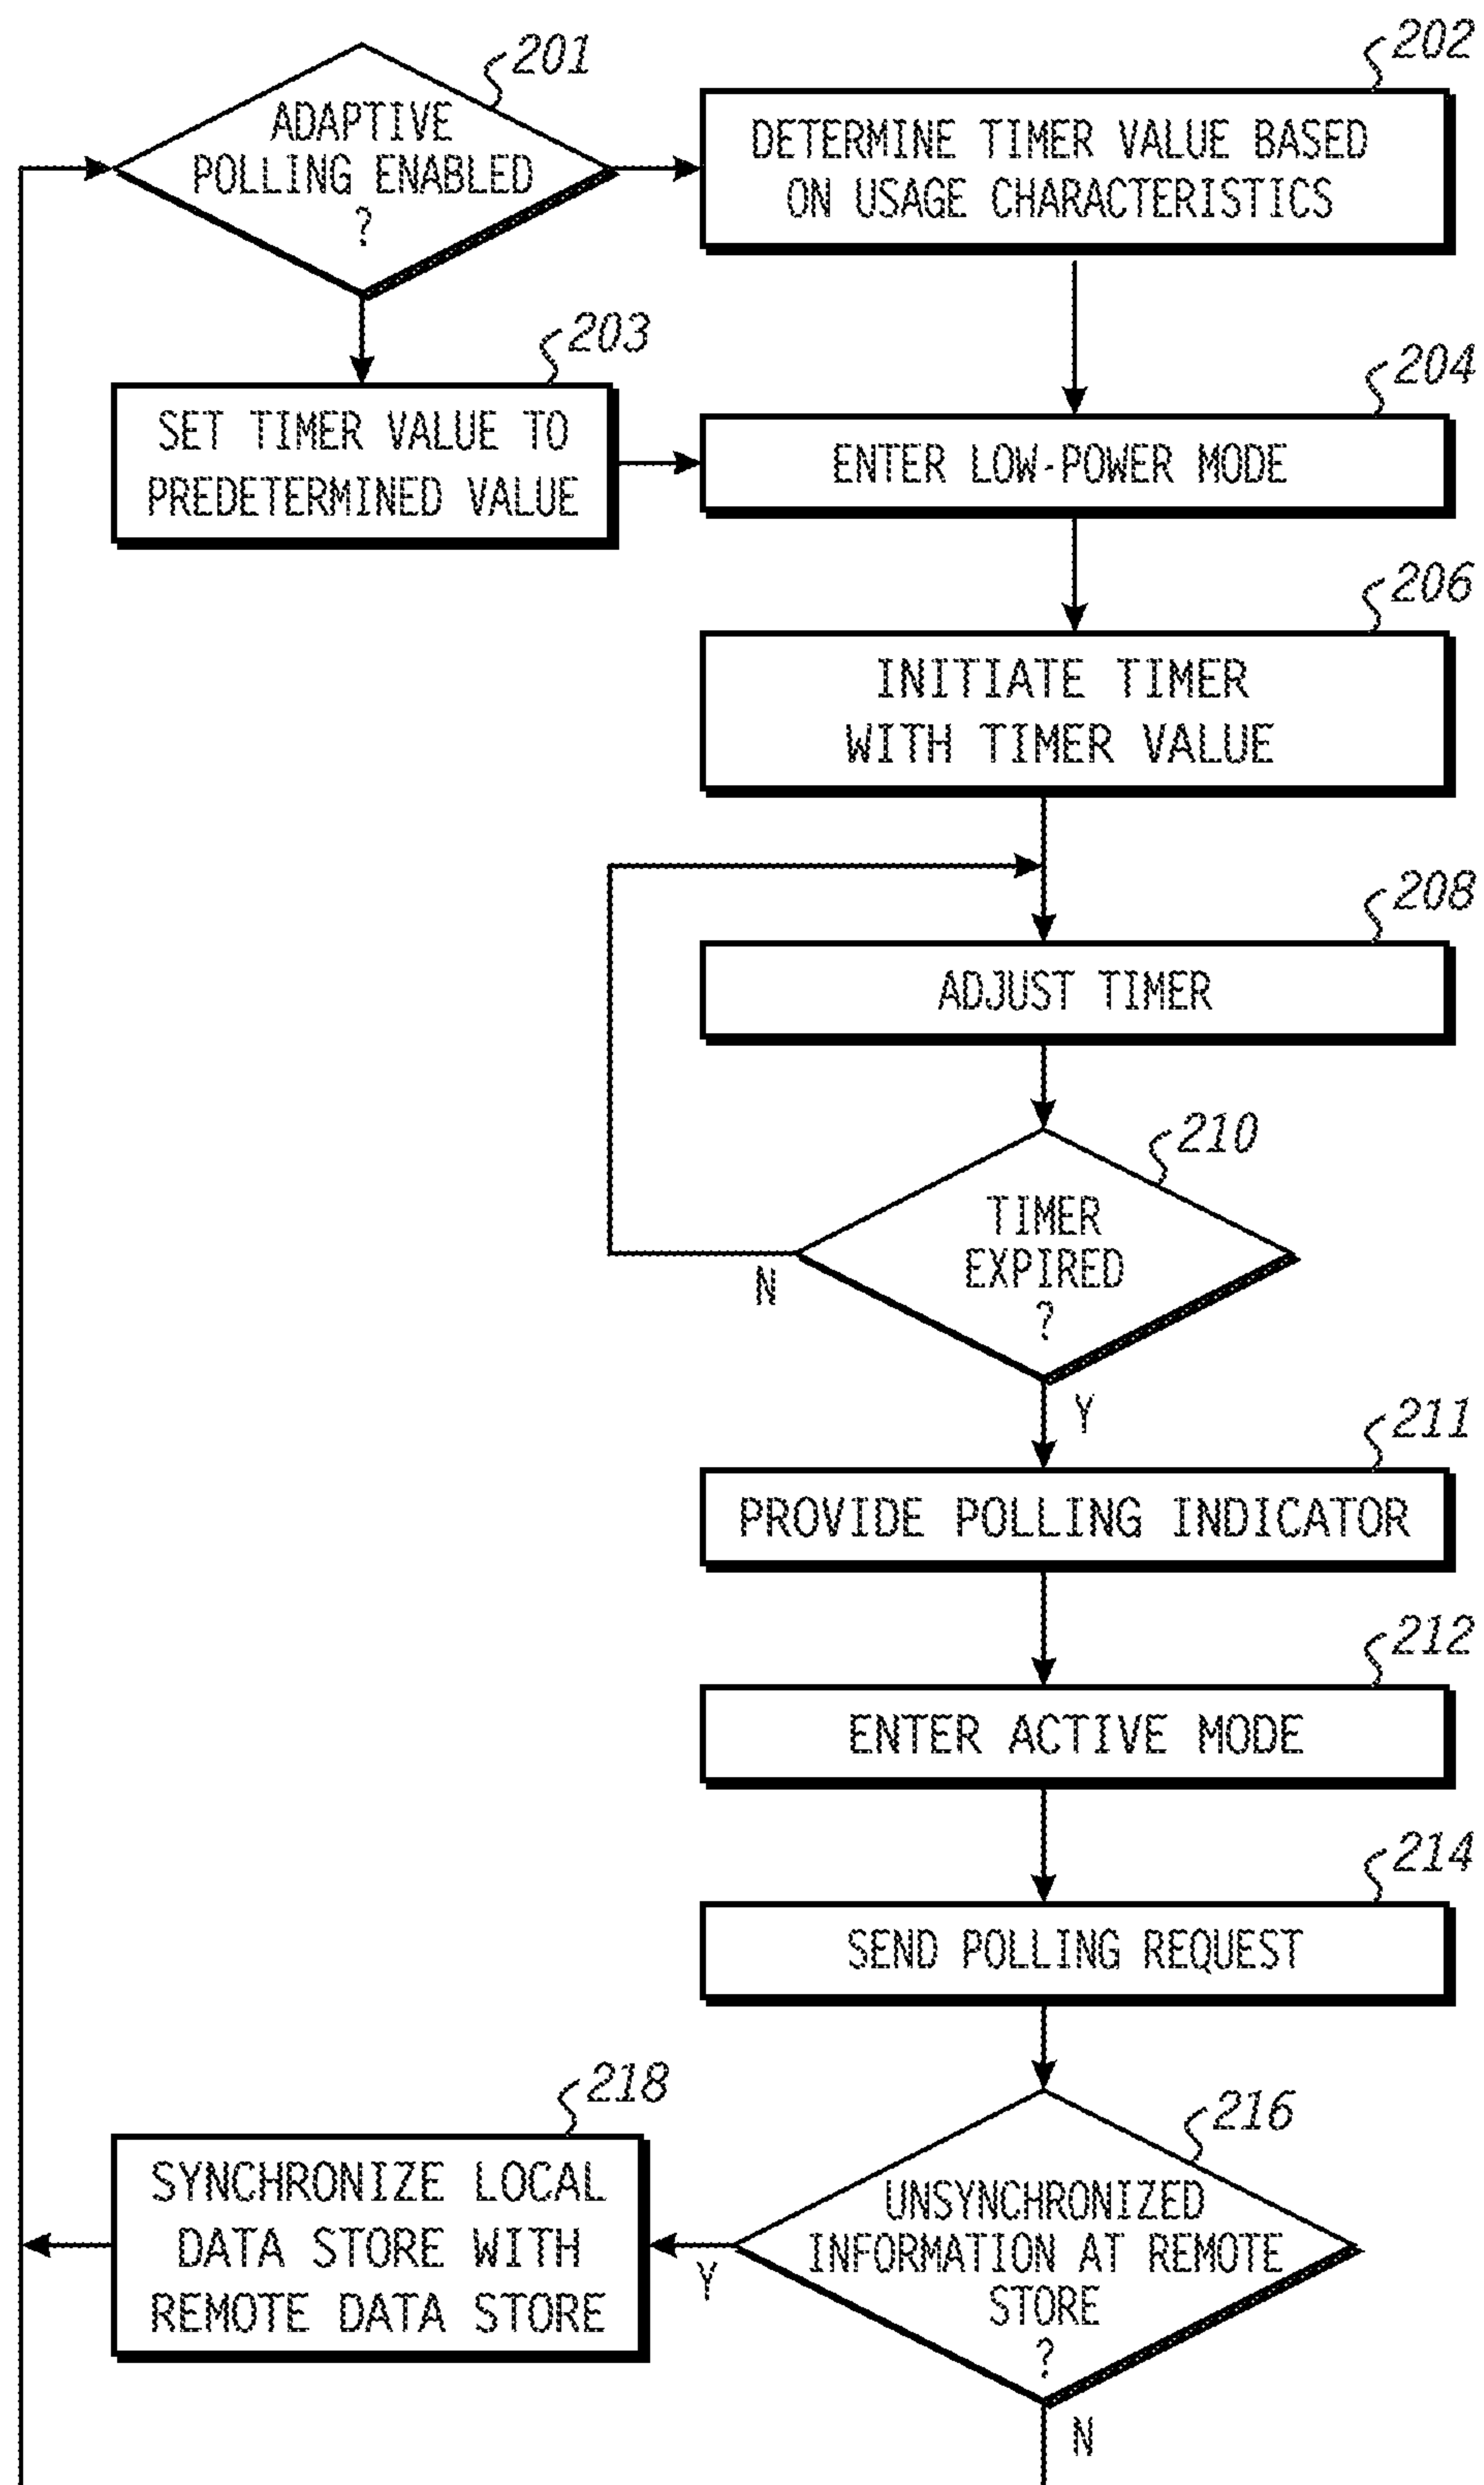 201
ADAPTIVE
POLLING ENABLED
?
202
DETERMINE TIMER VALUE BASED
ON USAGE CHARACTERISTICS
203
SET TIMER VALUE TO
PREDETERMINED VALUE
204
ENTER LOW-POWER MODE
206
INITIATE TIMER
WITH TIMER VALUE
208
ADJUST TIMER
210
TIMER
EXPIRED
?
N
Y
211
PROVIDE POLLING INDICATOR
212
ENTER ACTIVE MODE
214
SEND POLLING REQUEST
216
UNSYNCHRONIZED
INFORMATION AT REMOTE
STORE
?
Y
N
218
SYNCHRONIZE LOCAL
DATA STORE WITH
REMOTE DATA STORE